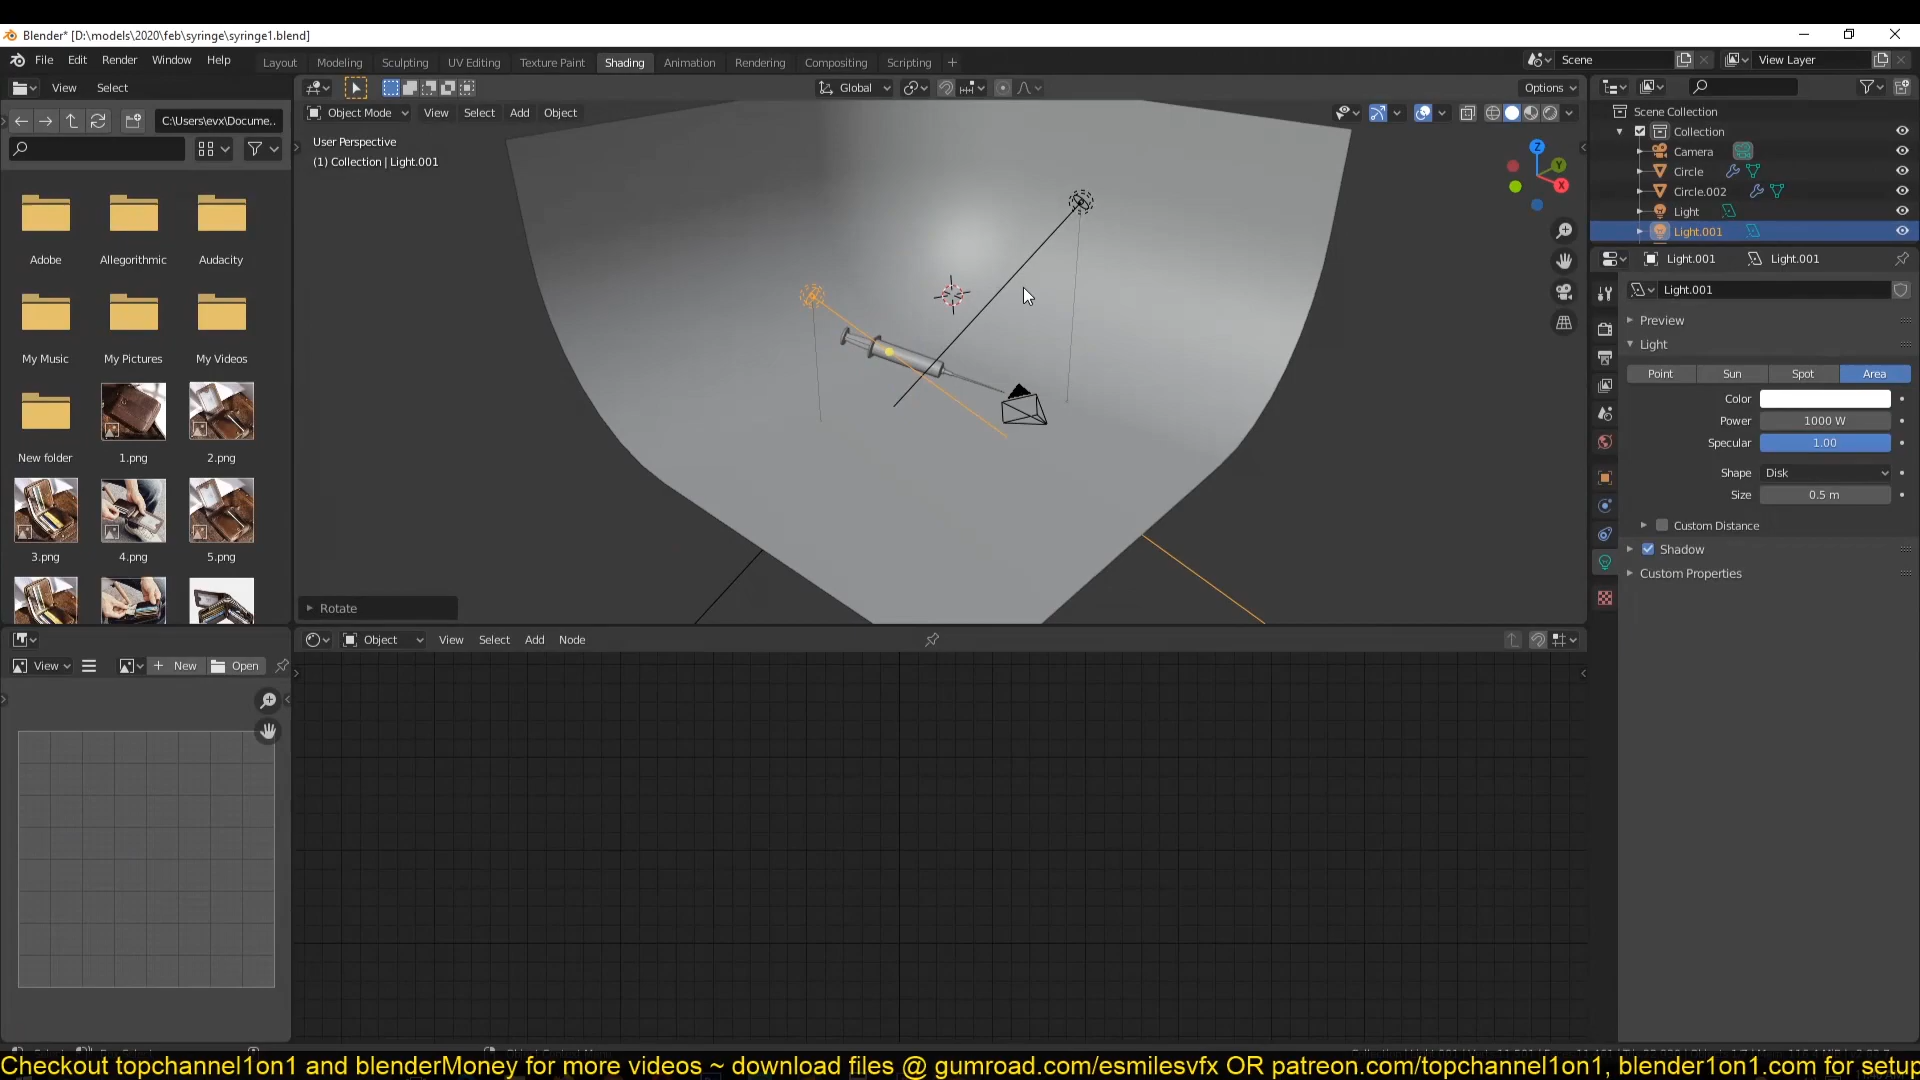 Blender* [D:\models\2020\feb\syringe\syringe1.blend]
File Edit Render Window Help
Layout Modeling Sculpting UV Editing Texture Paint Shading Animation Rendering Compositing Scripting +
Scene
View Layer
View Select
Global
Options
C:\Users\evx\Docume..
Object Mode View Select Add Object
User Perspective
(1) Collection | Light.001
Z
Y
X
Scene Collection
Collection
Camera
Circle
Circle.002
Light
Light.001
Light.001 Light.001
Light.001
Preview
Light
Point Sun Spot Area
Color
Power 1000 W
Specular 1.00
Shape Disk
Size 0.5 m
Custom Distance
Shadow
Custom Properties
Adobe Allegorithmic Audacity
My Music My Pictures My Videos
New folder 1.png 2.png
3.png 4.png 5.png
Rotate
Object View Select Add Node
View New Open
Checkout topchannel1on1 and blenderMoney for more videos ~ download files @ gumroad.com/esmilesvfx OR patreon.com/topchannel1on1, blender1on1.com for setup